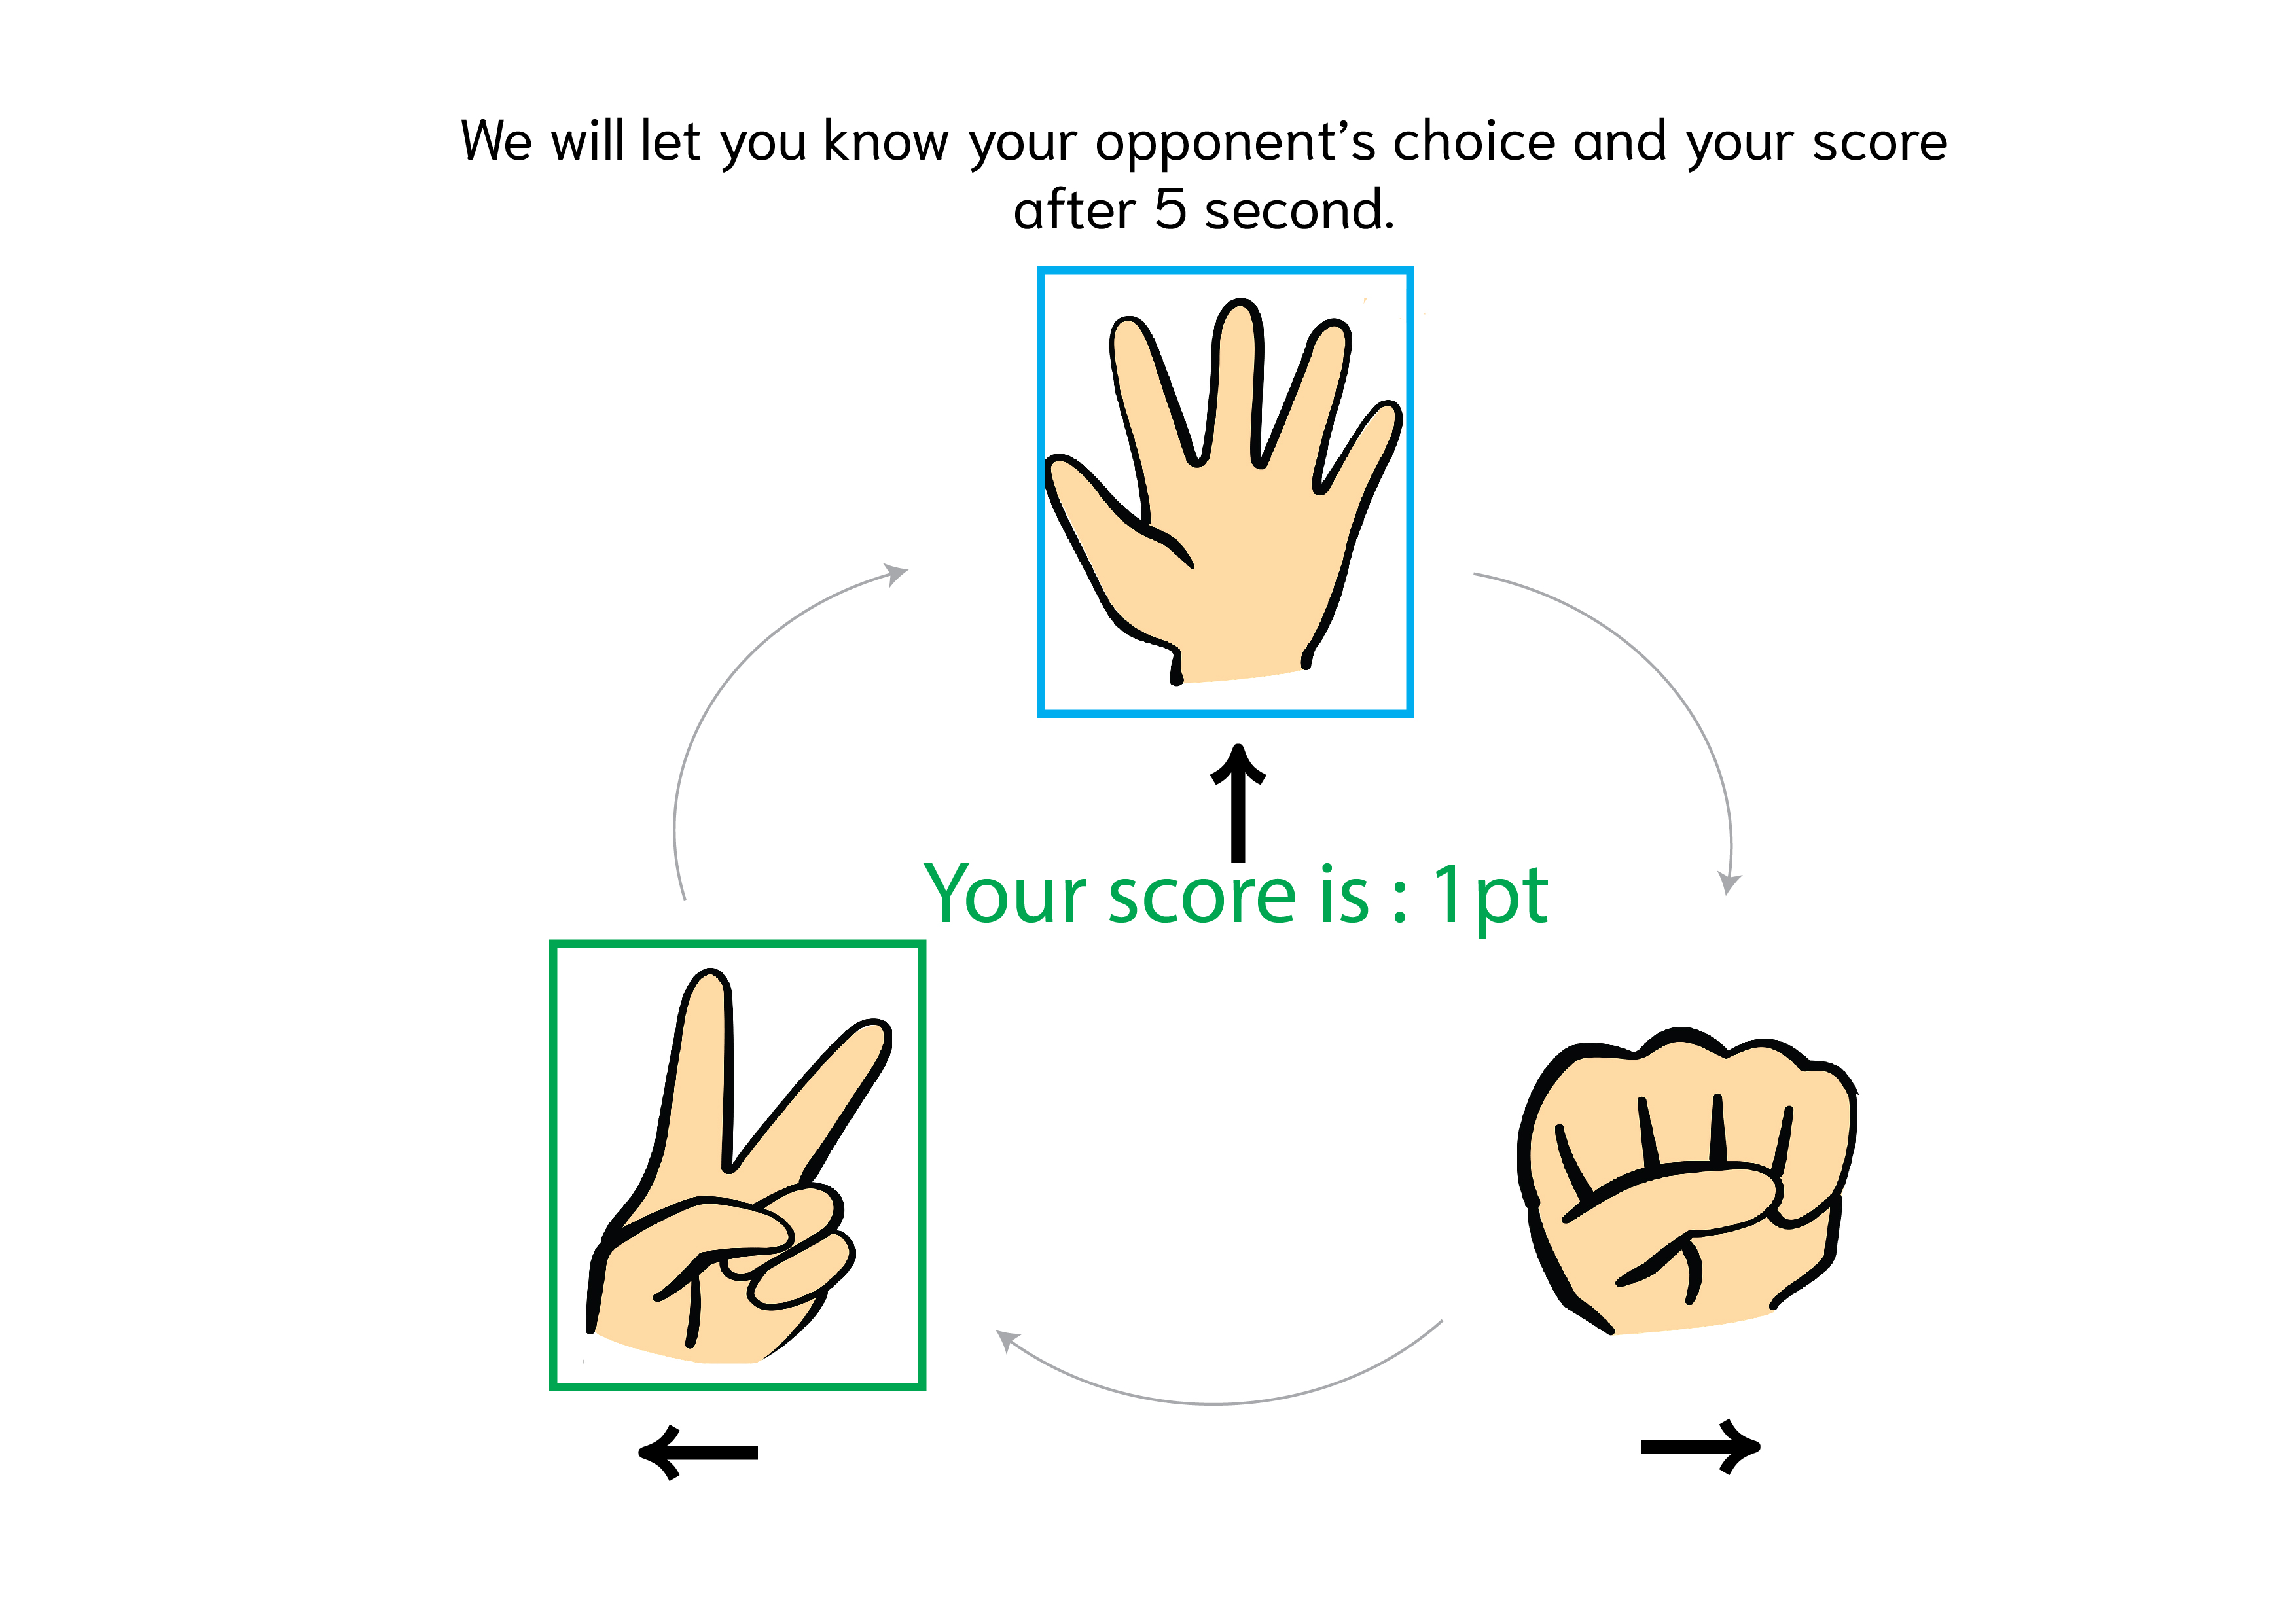 We will let you know your opponent’s choice and your score
after 5 second.
Your score is : 1pt